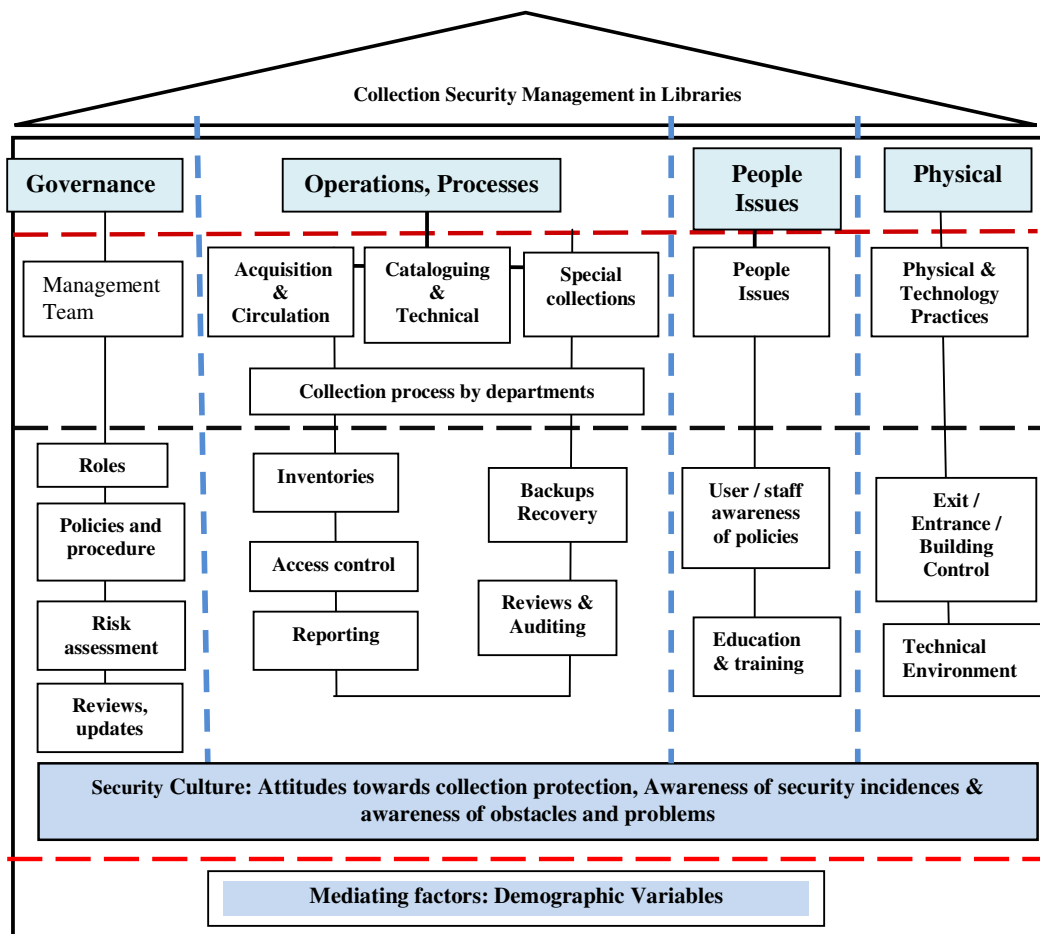 Collection Security Management in Libraries
Governance
Operations, Processes
People
Issues
Physical
Management
Team
Acquisition
&
Circulation
Cataloguing
&
Technical
Special
collections
People
Issues
Physical &
Technology
Practices
Collection process by departments
Roles
Policies and
procedure
Risk
assessment
Reviews,
updates
Inventories
Access control
Reporting
Backups
Recovery
Reviews &
Auditing
User / staff
awareness
of policies
Education
& training
Exit /
Entrance /
Building
Control
Technical
Environment
Security Culture: Attitudes towards collection protection, Awareness of security incidences &
awareness of obstacles and problems
Mediating factors: Demographic Variables